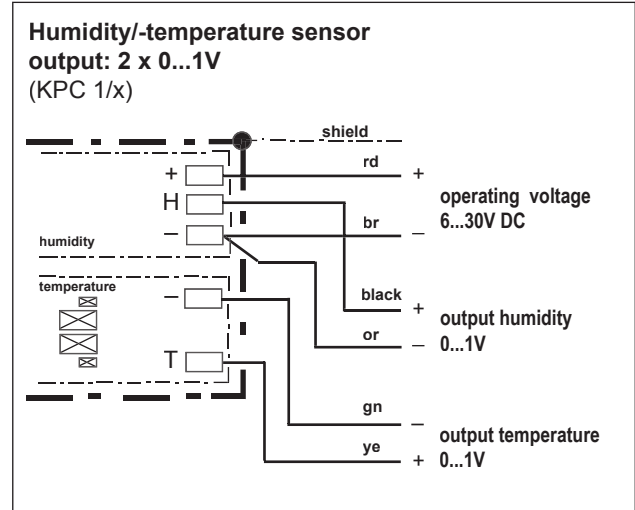 Humidity/-temperature sensor
output: 2 x 0...1V
(KPC 1/x)
shield
rd
+ +
operating voltage
H
6...30V DC
br
– –
humidity
temperature
black
– +
output humidity
or
– 0...1V
T
gn
–
output temperature
ye
+ 0...1V